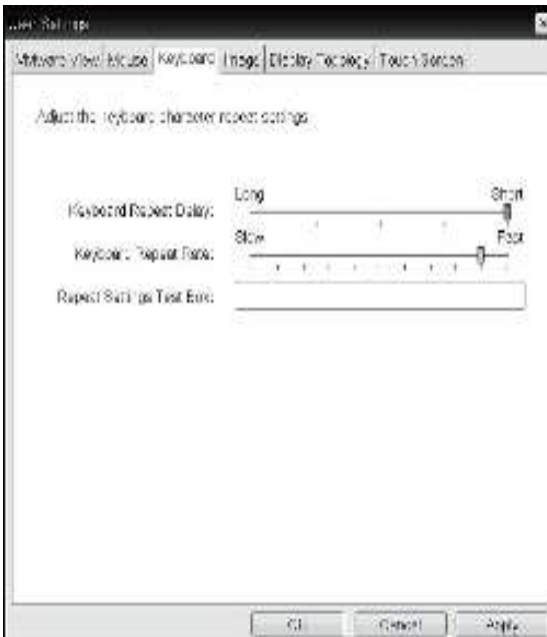 User Settings
VMware View Mouse Keyboard Image Display Topology Touch Screen
Adjust the keyboard character repeat settings
Long Short
Keyboard Repeat Delay:
Slow Fast
Keyboard Repeat Rate:
Repeat Settings Test Box:
OK Cancel Apply